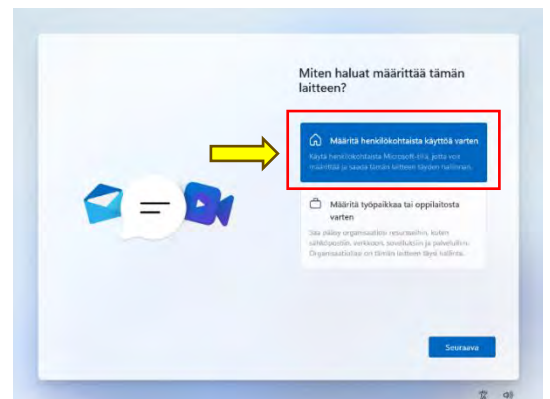 Miten haluat määrittää tämän
laitteen?
Määritä henkilökohtaista käyttöä varten
Käytä henkilökohtaista Microsoft-tiliä, jotta voit
määrittää ja saada tämän laitteen täyden hallinnan.
Määritä työpaikkaa tai oppilaitosta
varten
Saa pääsy organisaatiosi resursseihin, kuten
sähköpostiin, verkkoon, sovelluksiin ja palveluihin.
Organisaatiollasi on tämän laitteen täysi hallinta.
Seuraava